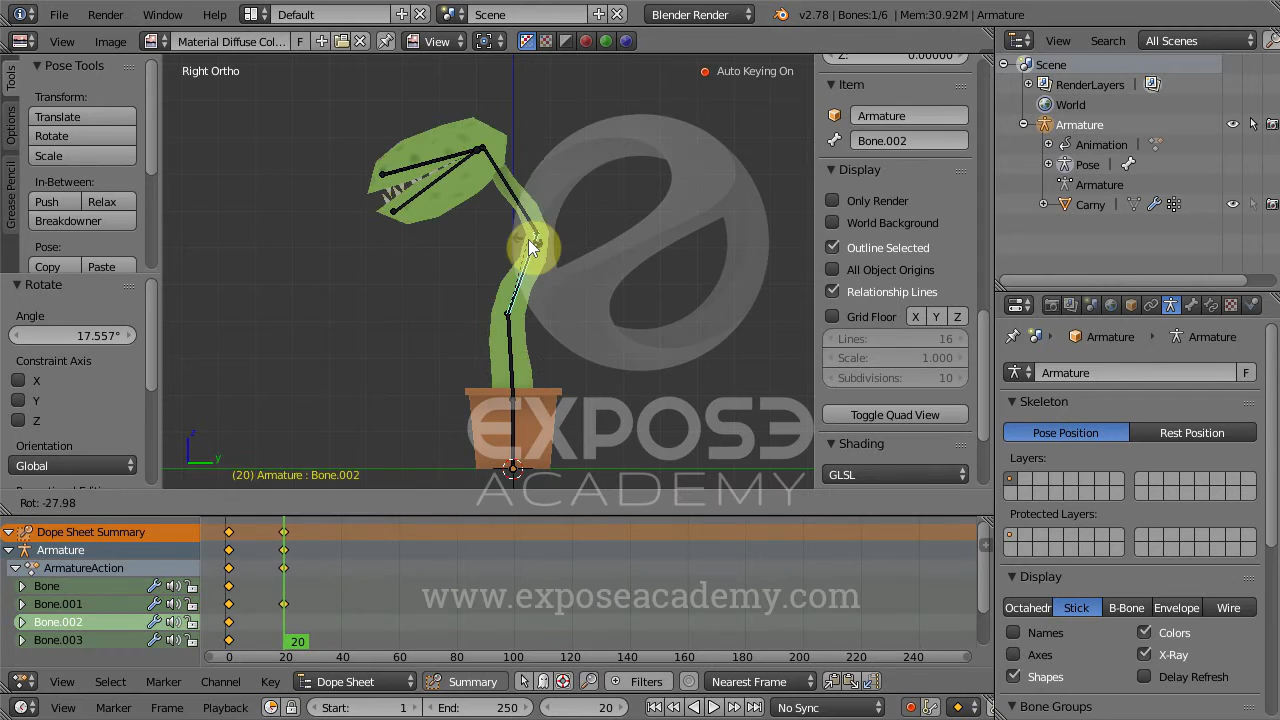 File Render Window Help Default Scene Blender Render v2.78 | Bones:1/6 | Mem:30.92M | Armature
View Image Material Diffuse Col... F View View Search All Scenes
Tools
Options
Grease Pencil
Pose Tools
Transform:
Translate
Rotate
Scale
In-Between:
Push Relax
Breakdowner
Pose:
Copy Paste
Rotate
Angle
17.557°
Constraint Axis
X
Y
Z
Orientation
Global
Right Ortho
Auto Keying On
z
y
(20) Armature : Bone.002
EXPOSE
ACADEMY
www.exposeacademy.com
Z: 0.00000
Item
Armature
Bone.002
Display
Only Render
World Background
Outline Selected
All Object Origins
Relationship Lines
Grid Floor X Y Z
Lines: 16
Scale: 1.000
Subdivisions: 10
Toggle Quad View
Shading
GLSL
Scene
RenderLayers
World
Armature
Animation
Pose
Armature
Carny
Armature Armature
Armature F
Skeleton
Pose Position Rest Position
Layers:
Protected Layers:
Display
Octahedr Stick B-Bone Envelope Wire
Names Colors
Axes X-Ray
Shapes Delay Refresh
Bone Groups
Rot: -27.98
Dope Sheet Summary
Armature
ArmatureAction
Bone
Bone.001
Bone.002
Bone.003
20
0 20 40 60 80 100 120 140 160 180 200 220 240
View Select Marker Channel Key Dope Sheet Summary Filters Nearest Frame
View Marker Frame Playback Start: 1 End: 250 20 No Sync